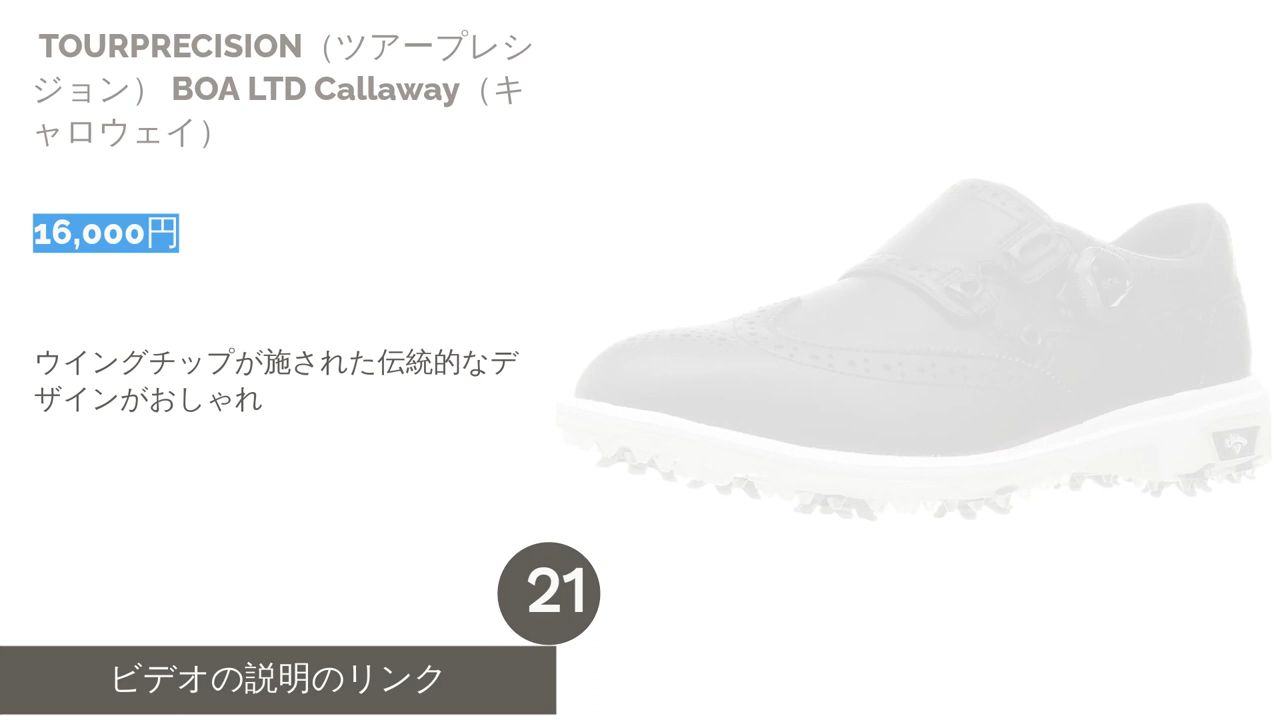 TOURPRECISION（ツアープレシ
ジョン） BOA LTD Callaway（キ
ャロウェイ）
16,000円
ウイングチップが施された伝統的なデ
ザインがおしゃれ
21
ビデオの説明のリンク